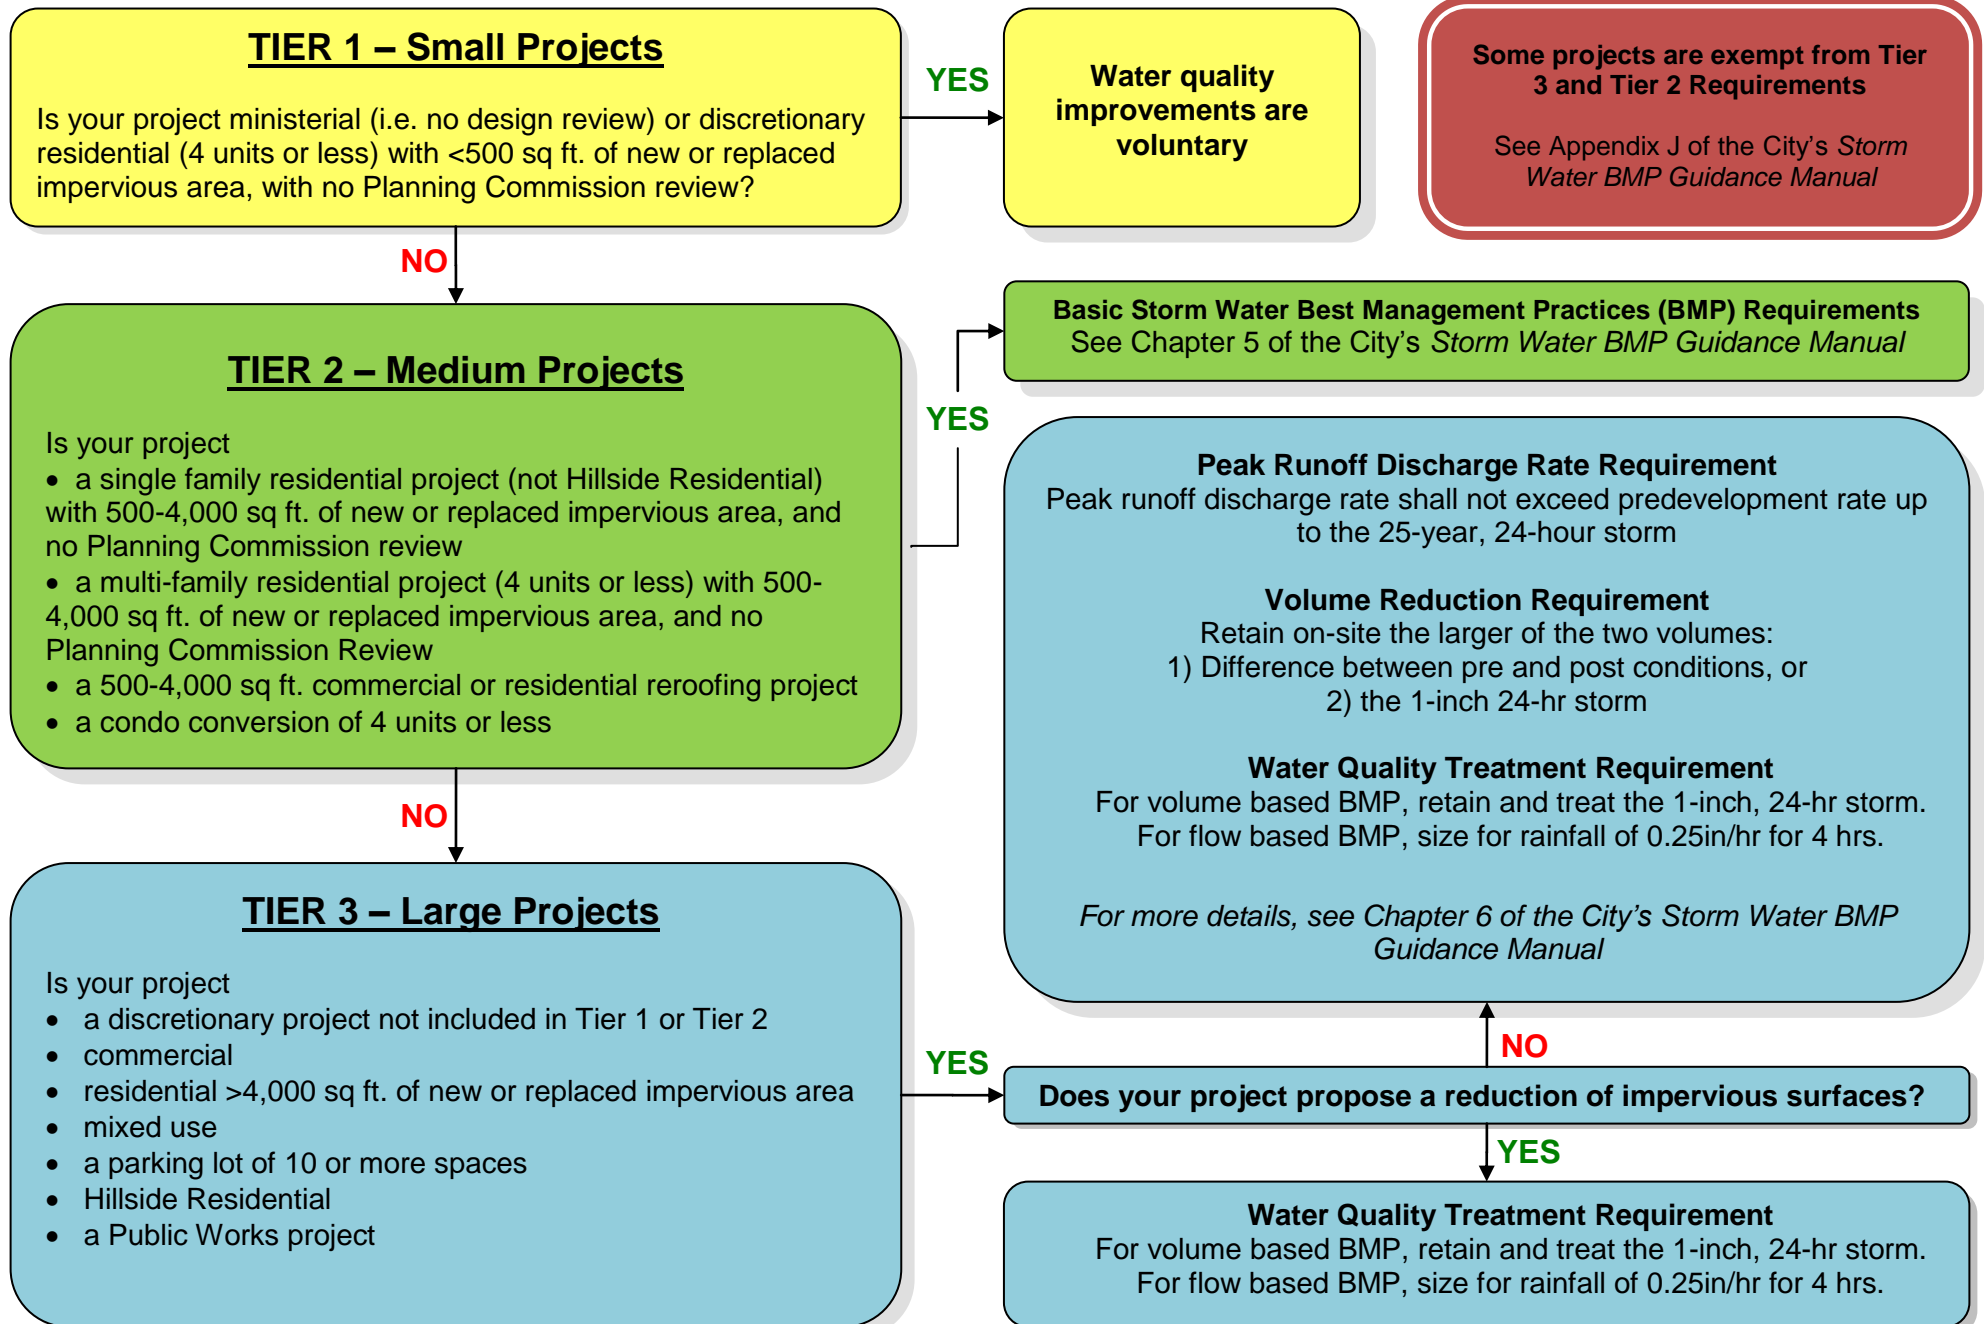 TIER 1 – Small Projects
Is your project ministerial (i.e. no design review) or discretionary
residential (4 units or less) with <500 sq ft. of new or replaced
impervious area, with no Planning Commission review?
YES
Water quality
improvements are
voluntary
Some projects are exempt from Tier
3 and Tier 2 Requirements
See Appendix J of the City’s Storm
Water BMP Guidance Manual
NO
TIER 2 – Medium Projects
Is your project
• a single family residential project (not Hillside Residential)
with 500-4,000 sq ft. of new or replaced impervious area, and
no Planning Commission review
• a multi-family residential project (4 units or less) with 500-
4,000 sq ft. of new or replaced impervious area, and no
Planning Commission Review
• a 500-4,000 sq ft. commercial or residential reroofing project
• a condo conversion of 4 units or less
YES
Basic Storm Water Best Management Practices (BMP) Requirements
See Chapter 5 of the City’s Storm Water BMP Guidance Manual
Peak Runoff Discharge Rate Requirement
Peak runoff discharge rate shall not exceed predevelopment rate up
to the 25-year, 24-hour storm
Volume Reduction Requirement
Retain on-site the larger of the two volumes:
1) Difference between pre and post conditions, or
2) the 1-inch 24-hr storm
Water Quality Treatment Requirement
For volume based BMP, retain and treat the 1-inch, 24-hr storm.
For flow based BMP, size for rainfall of 0.25in/hr for 4 hrs.
For more details, see Chapter 6 of the City’s Storm Water BMP
Guidance Manual
NO
TIER 3 – Large Projects
Is your project
• a discretionary project not included in Tier 1 or Tier 2
• commercial
• residential >4,000 sq ft. of new or replaced impervious area
• mixed use
• a parking lot of 10 or more spaces
• Hillside Residential
• a Public Works project
YES
NO
Does your project propose a reduction of impervious surfaces?
YES
Water Quality Treatment Requirement
For volume based BMP, retain and treat the 1-inch, 24-hr storm.
For flow based BMP, size for rainfall of 0.25in/hr for 4 hrs.